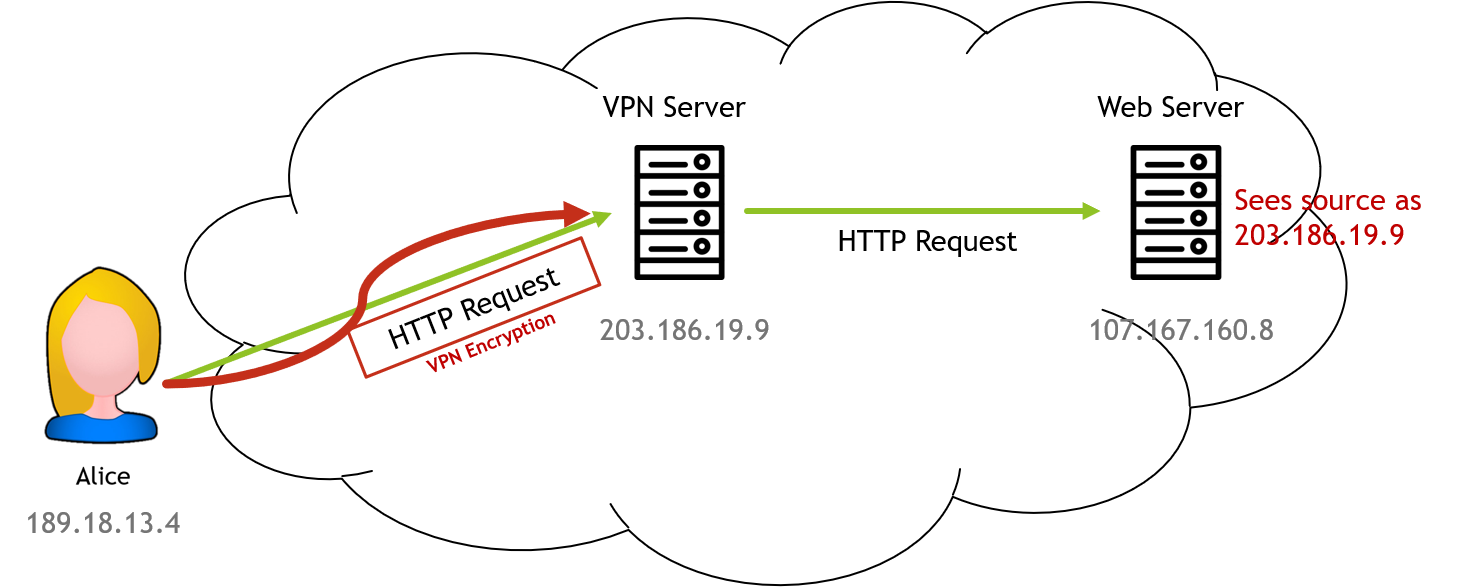 VPN Server
Web Server
Sees source as
203.186.19.9
HTTP Request
HTTP Request
VPN Encryption
203.186.19.9
107.167.160.8
Alice
189.18.13.4